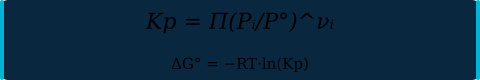 Kp = Π(Pᵢ/P°)^νᵢ
ΔG° = −RT·ln(Kp)